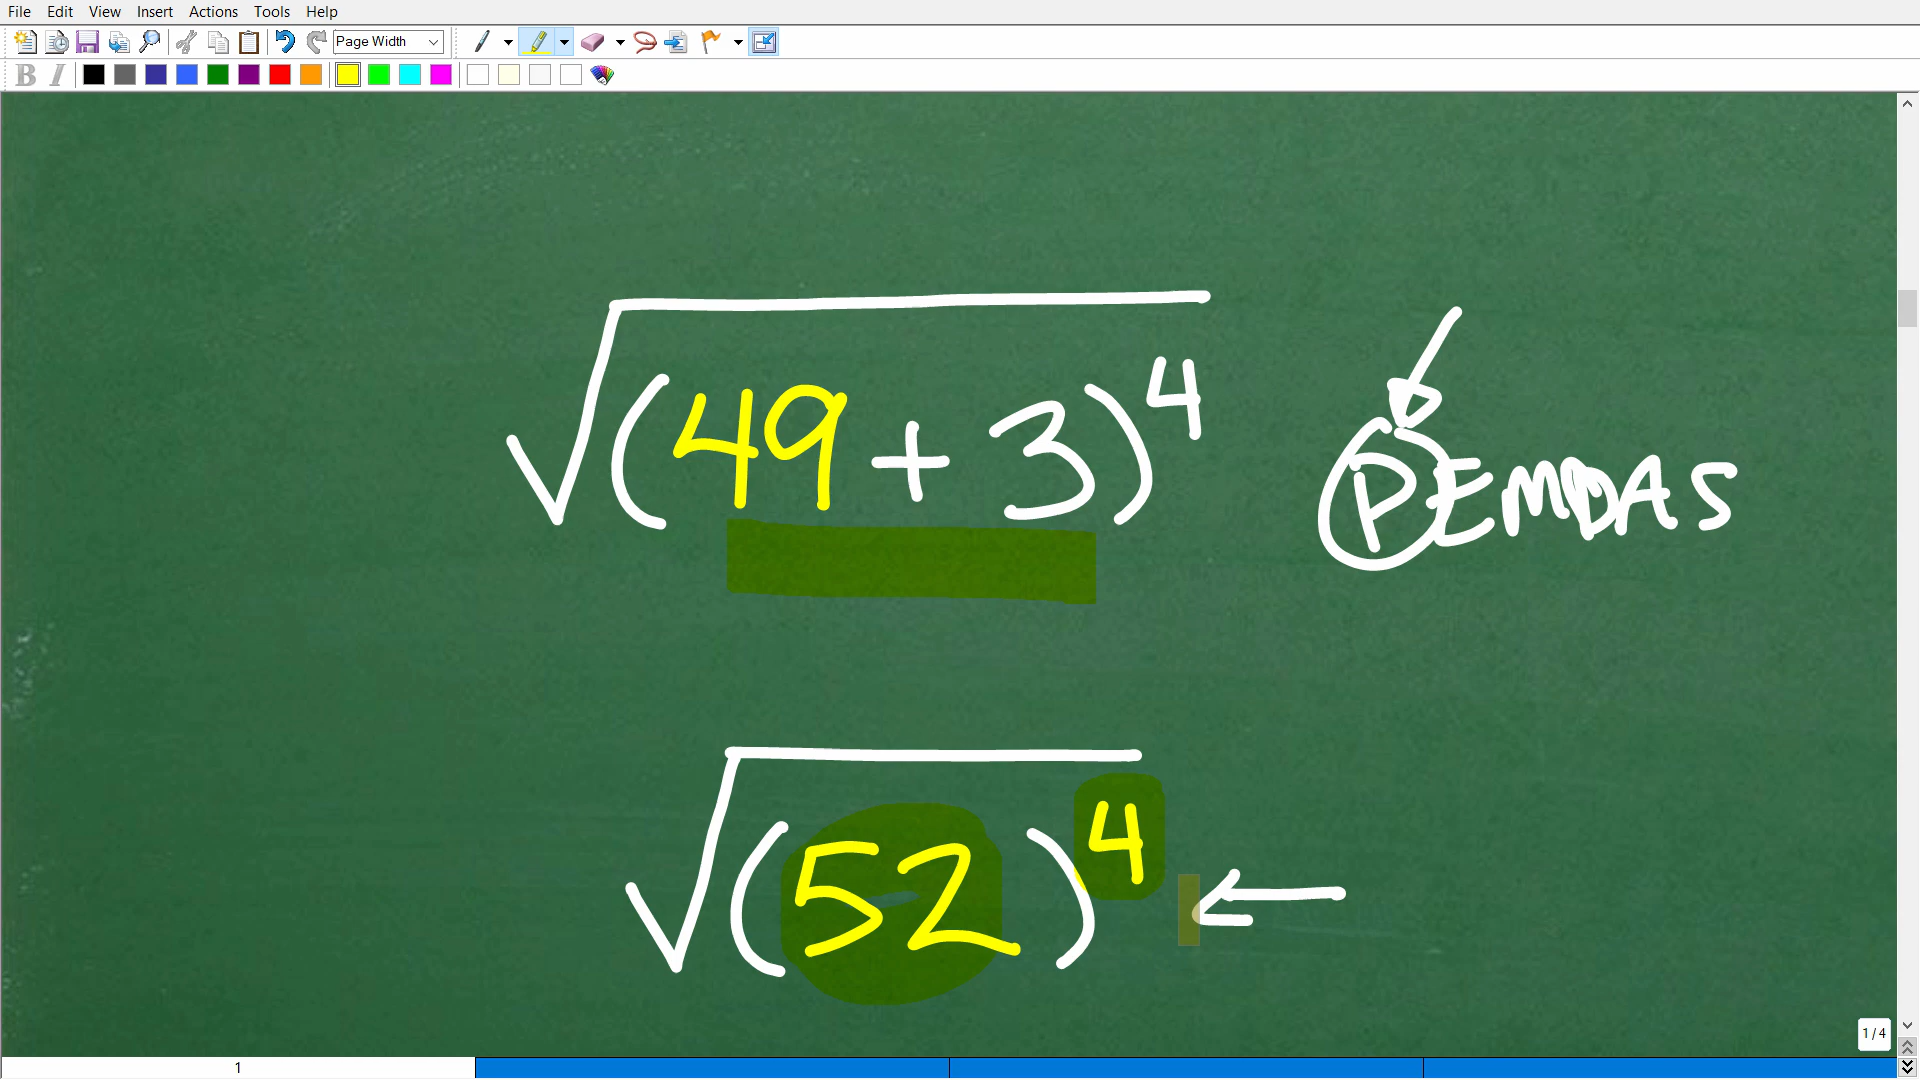 File Edit View Insert Actions Tools Help
Page Width
B I
√(49 + 3)⁴
PEMDAS
√(52)⁴
1 / 4
1